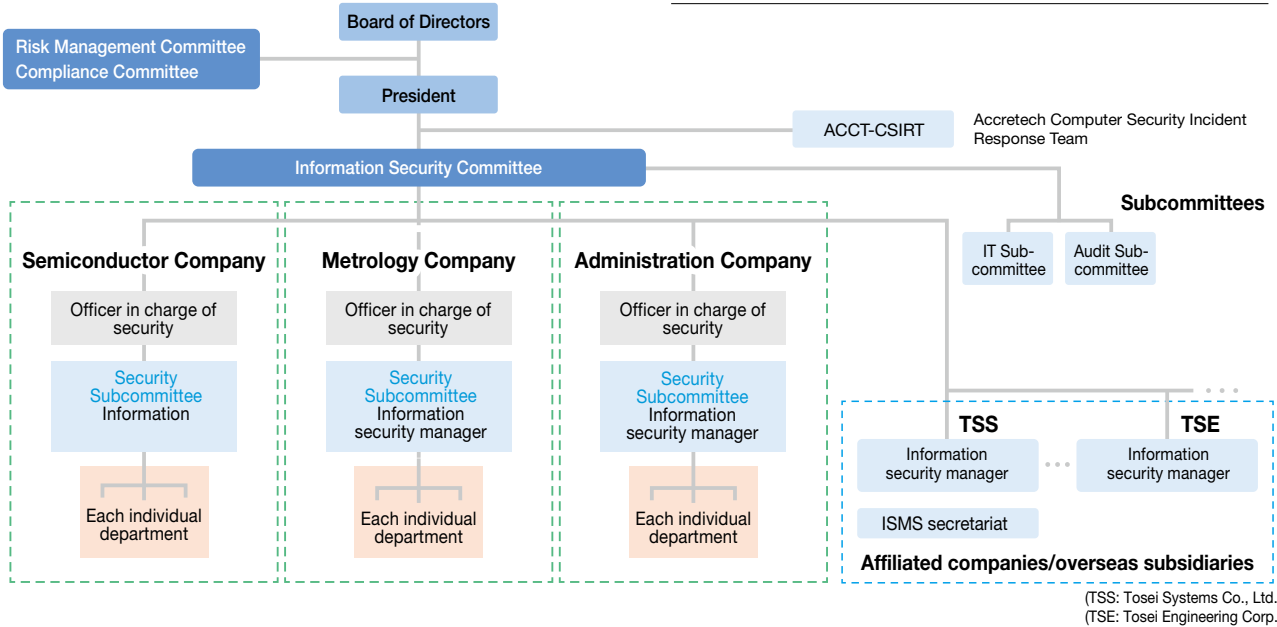 Board of Directors
Risk Management Committee
Compliance Committee
President
ACCT-CSIRT
Accretech Computer Security Incident
Response Team
Information Security Committee
Subcommittees
IT Sub-
committee
Audit Sub-
committee
Semiconductor Company
Officer in charge of
security
Security
Subcommittee
Information
Each individual
department
Metrology Company
Officer in charge of
security
Security
Subcommittee
Information
security manager
Each individual
department
Administration Company
Officer in charge of
security
Security
Subcommittee
Information
security manager
Each individual
department
TSS
Information
security manager
TSE
Information
security manager
ISMS secretariat
Affiliated companies/overseas subsidiaries
(TSS: Tosei Systems Co., Ltd.
(TSE: Tosei Engineering Corp.